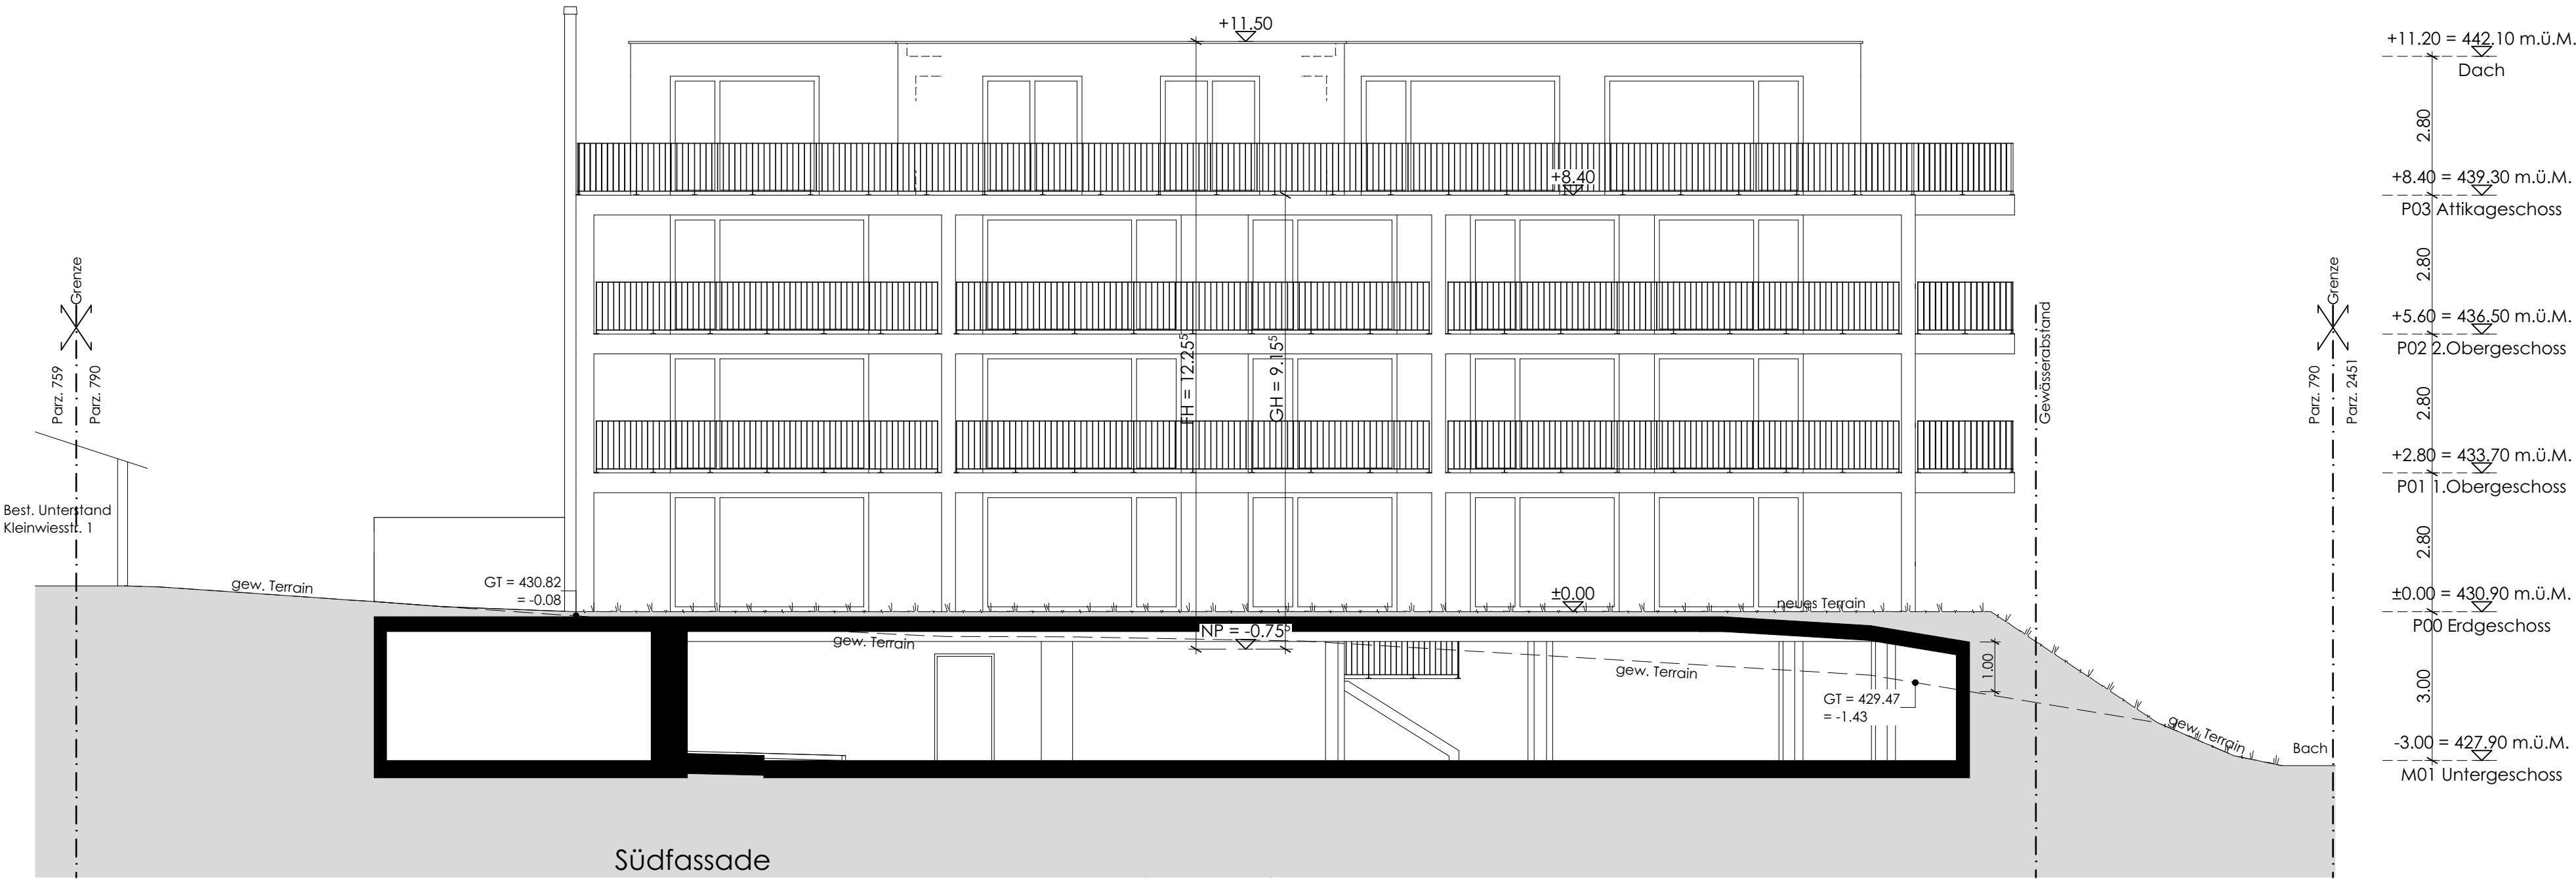 +11.50
+11.20 = 442.10 m.ü.M.
Dach
2.80
+8.40
+8.40 = 439.30 m.ü.M.
P03 Attikageschoss
2.80
Grenze
Parz. 759
Parz. 790
FH = 12.25⁵
GH = 9.15⁵
Gewässerabstand
Grenze
Parz. 790
Parz. 2451
+5.60 = 436.50 m.ü.M.
P02 2.Obergeschoss
2.80
+2.80 = 433.70 m.ü.M.
P01 1.Obergeschoss
2.80
Best. Unterstand
Kleinwiesstr. 1
gew. Terrain
GT = 430.82
= -0.08
±0.00
neues Terrain
±0.00 = 430.90 m.ü.M.
P00 Erdgeschoss
NP = -0.75⁵
gew. Terrain
gew. Terrain
1.00
GT = 429.47
= -1.43
3.00
gew. Terrain
Bach
-3.00 = 427.90 m.ü.M.
M01 Untergeschoss
Südfassade